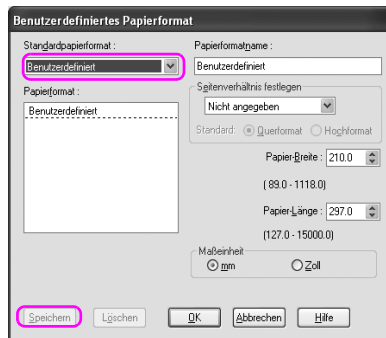 Benutzerdefiniertes Papierformat
Standardpapierformat :
Benutzerdefiniert
Papierformat :
Benutzerdefiniert
Papierformatname :
Benutzerdefiniert
Seitenverhältnis festlegen
Nicht angegeben
Standard: Querformat Hochformat
Papier-Breite : 210.0
( 89.0 - 1118.0)
Papier-Länge : 297.0
(127.0 - 15000.0)
Maßeinheit
mm Zoll
Speichern Löschen OK Abbrechen Hilfe